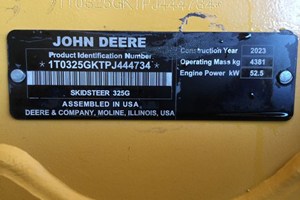 JOHN DEERE
Product Identification Number
*1T0325GKTPJ444734*
SKIDSTEER 325G
ASSEMBLED IN USA.
DEERE & COMPANY, MOLINE, ILLINOIS, USA
Construction Year 2023
Operating Mass kg 4381
Engine Power kW 52.5